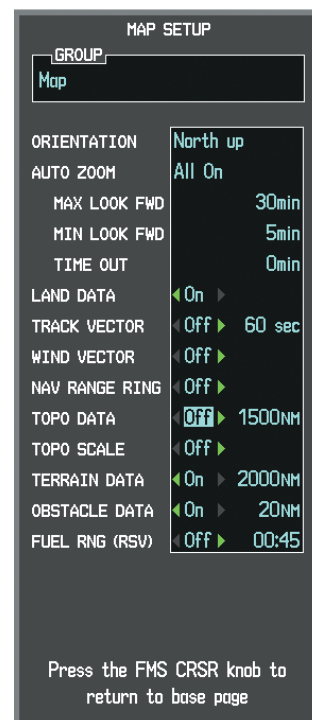 MAP SETUP
GROUP
Map
ORIENTATION North up
AUTO ZOOM All On
MAX LOOK FWD 30min
MIN LOOK FWD 5min
TIME OUT 0min
LAND DATA On
TRACK VECTOR Off 60 sec
WIND VECTOR Off
NAV RANGE RING Off
TOPO DATA Off 1500NM
TOPO SCALE Off
TERRAIN DATA On 2000NM
OBSTACLE DATA On 20NM
FUEL RNG (RSV) Off 00:45
Press the FMS CRSR knob to
return to base page